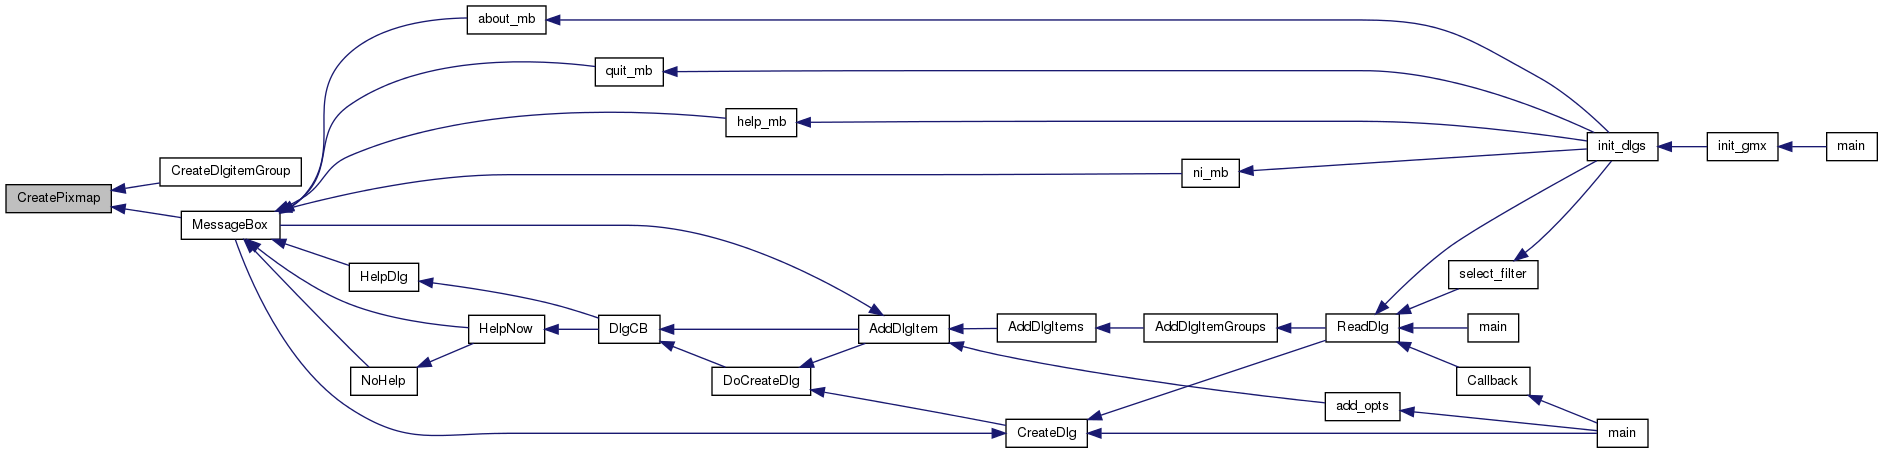 about_mb
quit_mb
help_mb
init_dlgs
init_gmx
main
CreateDlgitemGroup
ni_mb
CreatePixmap
MessageBox
HelpDlg
select_filter
HelpNow
DlgCB
AddDlgItem
AddDlgItems
AddDlgItemGroups
ReadDlg
main
NoHelp
DoCreateDlg
Callback
add_opts
CreateDlg
main